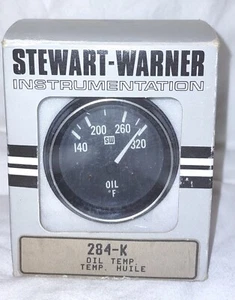 STEWART-WARNER
INSTRUMENTATION
140 200 260 320
SW
OIL
°F
284-K
OIL TEMP.
TEMP. HUILE